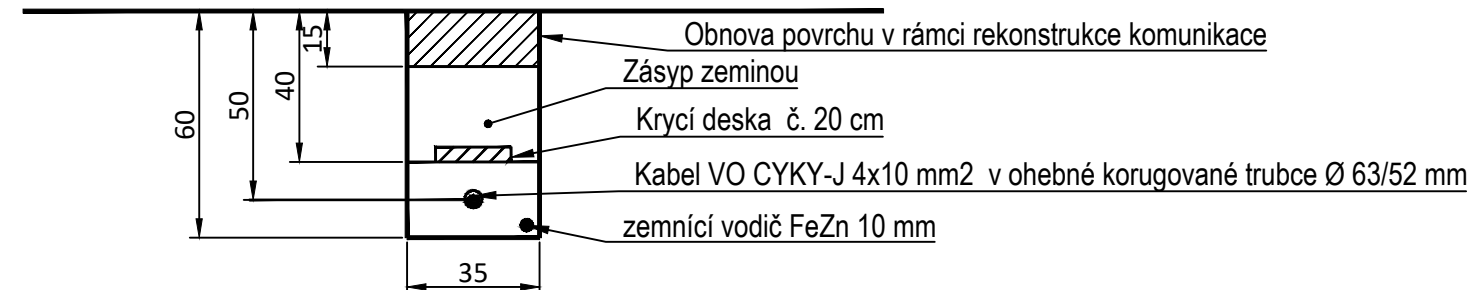 Obnova povrchu v rámci rekonstrukce komunikace
Zásyp zeminou
Krycí deska č. 20 cm
Kabel VO CYKY-J 4x10 mm2 v ohebné korugované trubce Ø 63/52 mm
zemnící vodič FeZn 10 mm
15
40
50
60
35